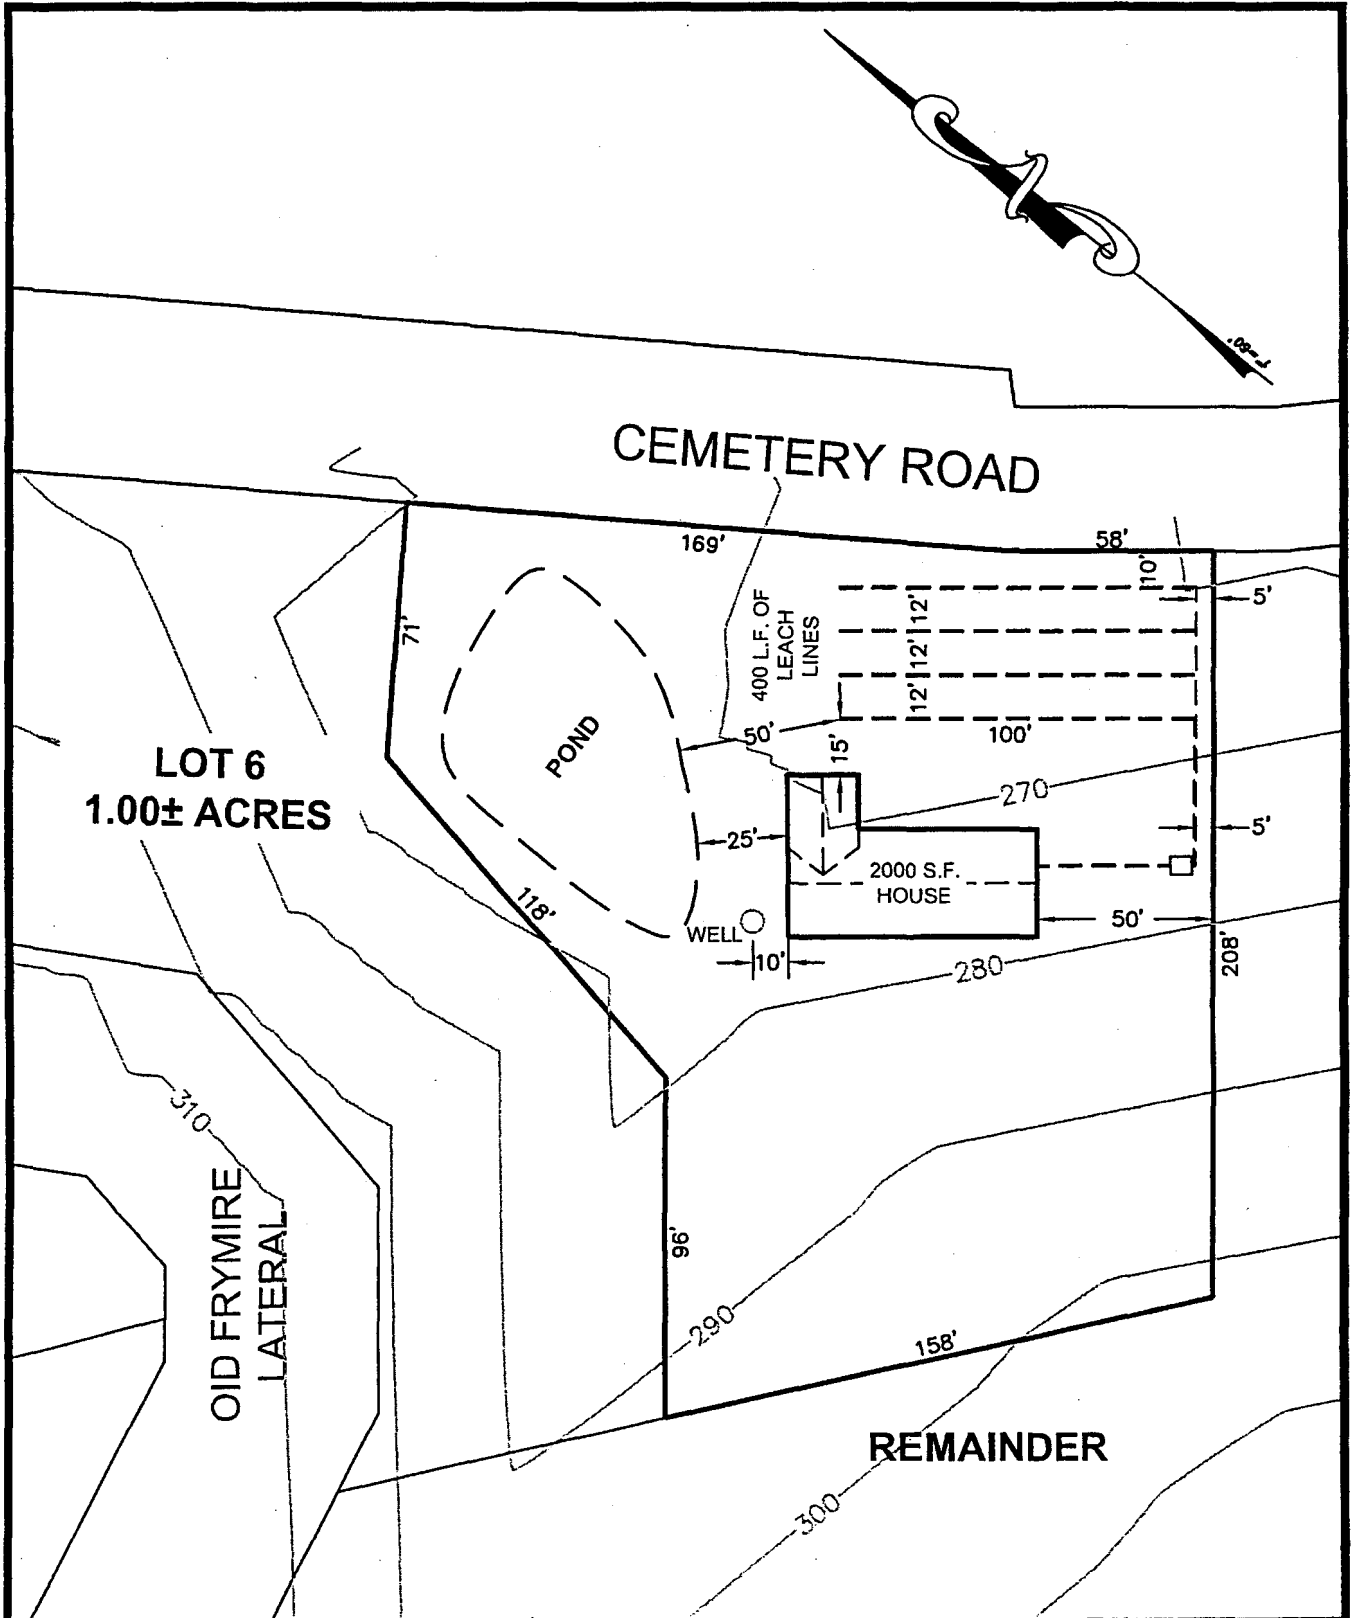 1"=60'
CEMETERY ROAD
169'
58'
10'
5'
12'
12'
12'
400 L.F. OF
LEACH
LINES
71'
POND
50'
100'
15'
LOT 6
1.00± ACRES
270
25'
5'
2000 S.F.
HOUSE
118'
WELL
10'
50'
208'
280
310
OID FRYMIRE
LATERAL
96'
290
158'
REMAINDER
300